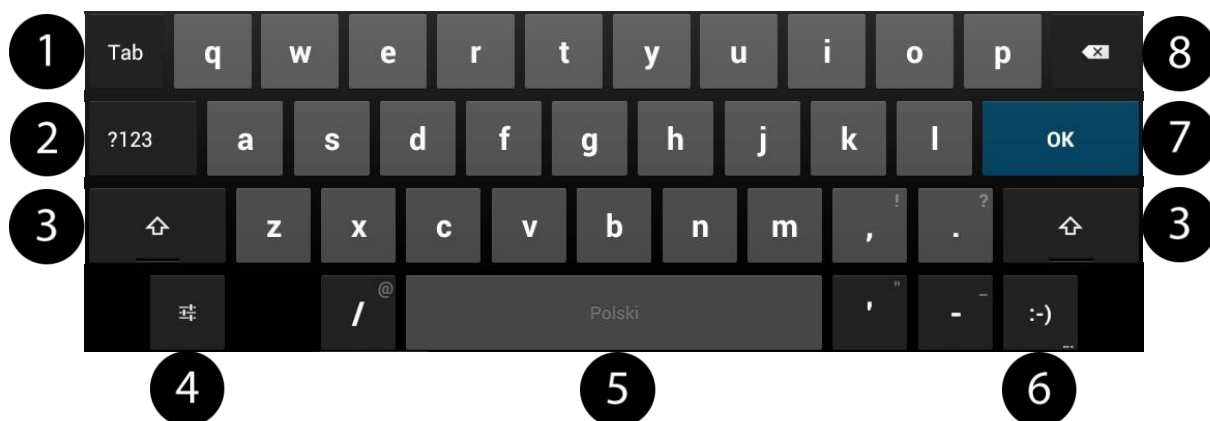 1 Tab q w e r t y u i o p 8
2 ?123 a s d f g h j k l OK 7
3 z x c v b n m , ! . ? 3
/ @ Polski ' " - _ :-) ...
4 5 6